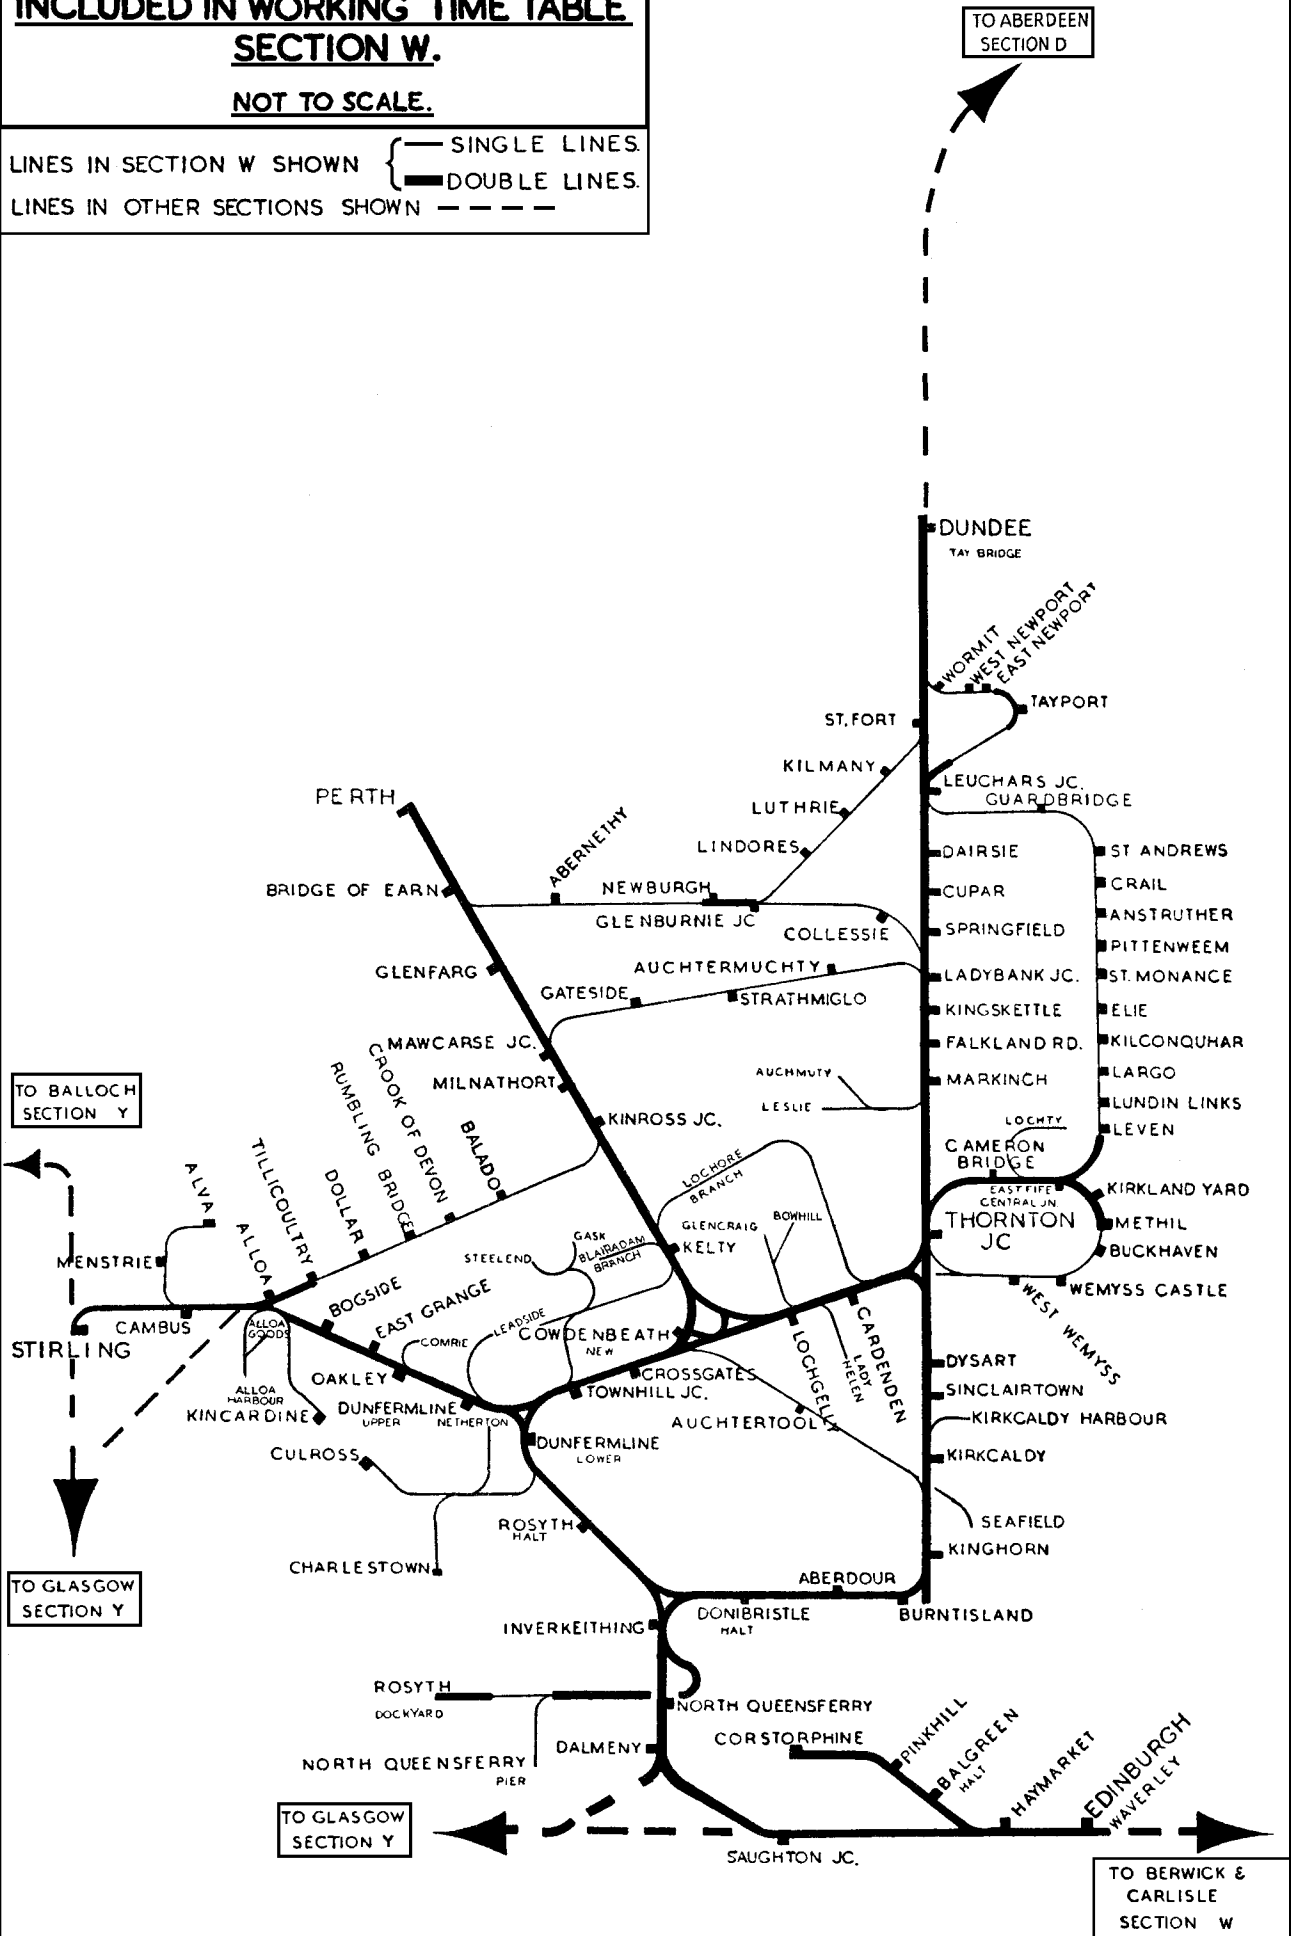 INCLUDED IN WORKING TIME TABLE
SECTION W.
NOT TO SCALE.
LINES IN SECTION W SHOWN
SINGLE LINES.
DOUBLE LINES.
LINES IN OTHER SECTIONS SHOWN
TO ABERDEEN
SECTION D
DUNDEE
TAY BRIDGE
WORMIT
WEST NEWPORT
EAST NEWPORT
TAYPORT
ST. FORT
KILMANY
LUTHRIE
LINDORES
LEUCHARS JC.
GUARDBRIDGE
PERTH
BRIDGE OF EARN
ABERNETHY
NEWBURGH
GLENBURNIE JC
COLLESSIE
DAIRSIE
CUPAR
SPRINGFIELD
LADYBANK JC.
KINGSKETTLE
FALKLAND RD.
MARKINCH
ST ANDREWS
CRAIL
ANSTRUTHER
PITTENWEEM
ST. MONANCE
ELIE
KILCONQUHAR
LARGO
LUNDIN LINKS
LEVEN
GLENFARG
AUCHTERMUCHTY
GATESIDE
STRATHMIGLO
MAWCARSE JC.
MILNATHORT
KINROSS JC.
AUCHMUTY
LESLIE
LOCHTY
CAMERON
BRIDGE
EAST FIFE
CENTRAL JN.
KIRKLAND YARD
THORNTON
JC
METHIL
BUCKHAVEN
WEMYSS CASTLE
WEST WEMYSS
TO BALLOCH
SECTION Y
ALVA
ALLOA
TILLICOULTRY
DOLLAR
RUMBLING BRIDGE
CROOK OF DEVON
BALADO
LOCHORE
BRANCH
GLENCRAIG
BOWHILL
KELTY
GASK
BLAIRADAM
BRANCH
STEELEND
MENSTRIE
STIRLING
CAMBUS
ALLOA
GOODS
ALLOA
HARBOUR
KINCARDINE
BOGSIDE
EAST GRANGE
COMRIE
LEADSIDE
OAKLEY
COWDENBEATH
NEW
CROSSGATES
TOWNHILL JC.
DUNFERMLINE
UPPER
NETHERTON
DUNFERMLINE
LOWER
CULROSS
CHARLESTOWN
AUCHTERTOOL
LOCHGELLY
LADY
HELEN
CARDENDEN
DYSART
SINCLAIRTOWN
KIRKCALDY HARBOUR
KIRKCALDY
SEAFIELD
KINGHORN
ROSYTH
HALT
ABERDOUR
DONIBRISTLE
HALT
BURNTISLAND
TO GLASGOW
SECTION Y
INVERKEITHING
ROSYTH
DOCKYARD
NORTH QUEENSFERRY
NORTH QUEENSFERRY
PIER
DALMENY
CORSTORPHINE
PINKHILL
BALGREEN
HALT
HAYMARKET
EDINBURGH
WAVERLEY
TO GLASGOW
SECTION Y
SAUGHTON JC.
TO BERWICK &
CARLISLE
SECTION W